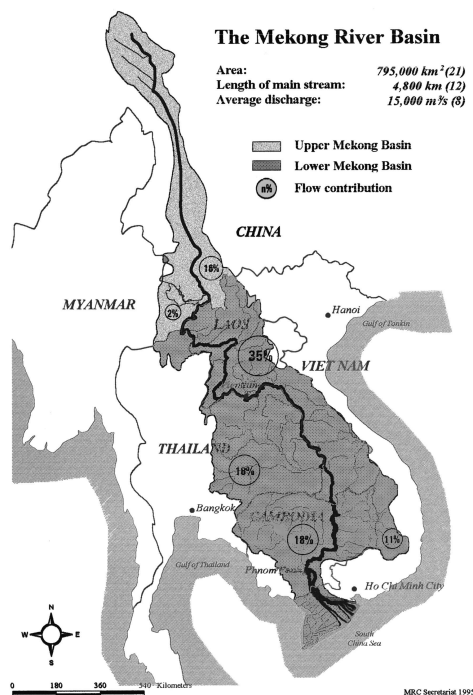 The Mekong River Basin
Area: 795,000 km² (21)
Length of main stream: 4,800 km (12)
Average discharge: 15,000 m³/s (8)
Upper Mekong Basin
Lower Mekong Basin
n% Flow contribution
CHINA
16%
MYANMAR
2%
LAOS
Hanoi
Gulf of Tonkin
35%
VIET NAM
Vientiane
THAILAND
18%
Bangkok
CAMBODIA
18%
11%
Gulf of Thailand
Phnom Penh
Ho Chi Minh City
South
China Sea
N
W E
S
0 180 360 540 Kilometers
MRC Secretariat 1995